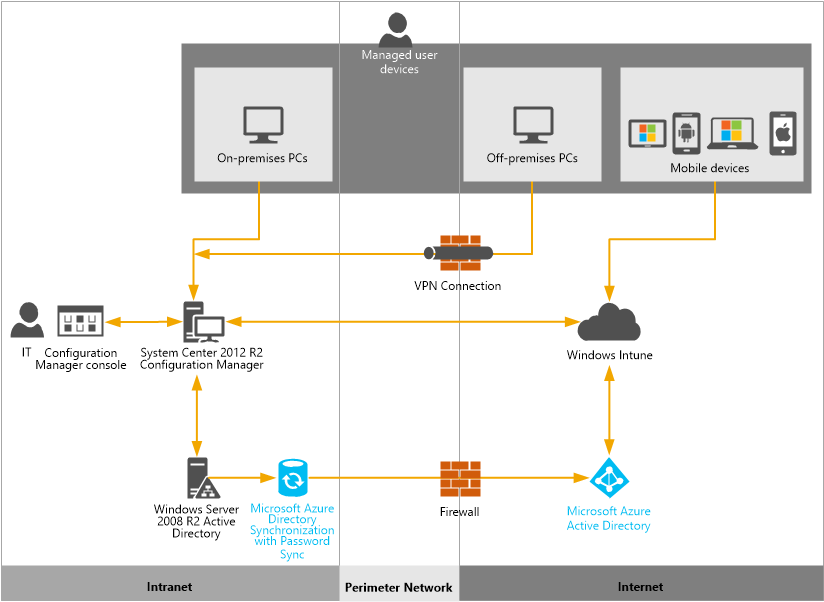 Managed user
devices
On-premises PCs
Off-premises PCs
Mobile devices
VPN Connection
IT
Configuration
Manager console
System Center 2012 R2
Configuration Manager
Windows Intune
Windows Server
2008 R2 Active
Directory
Microsoft Azure
Directory
Synchronization
with Password
Sync
Firewall
Microsoft Azure
Active Directory
Intranet
Perimeter Network
Internet